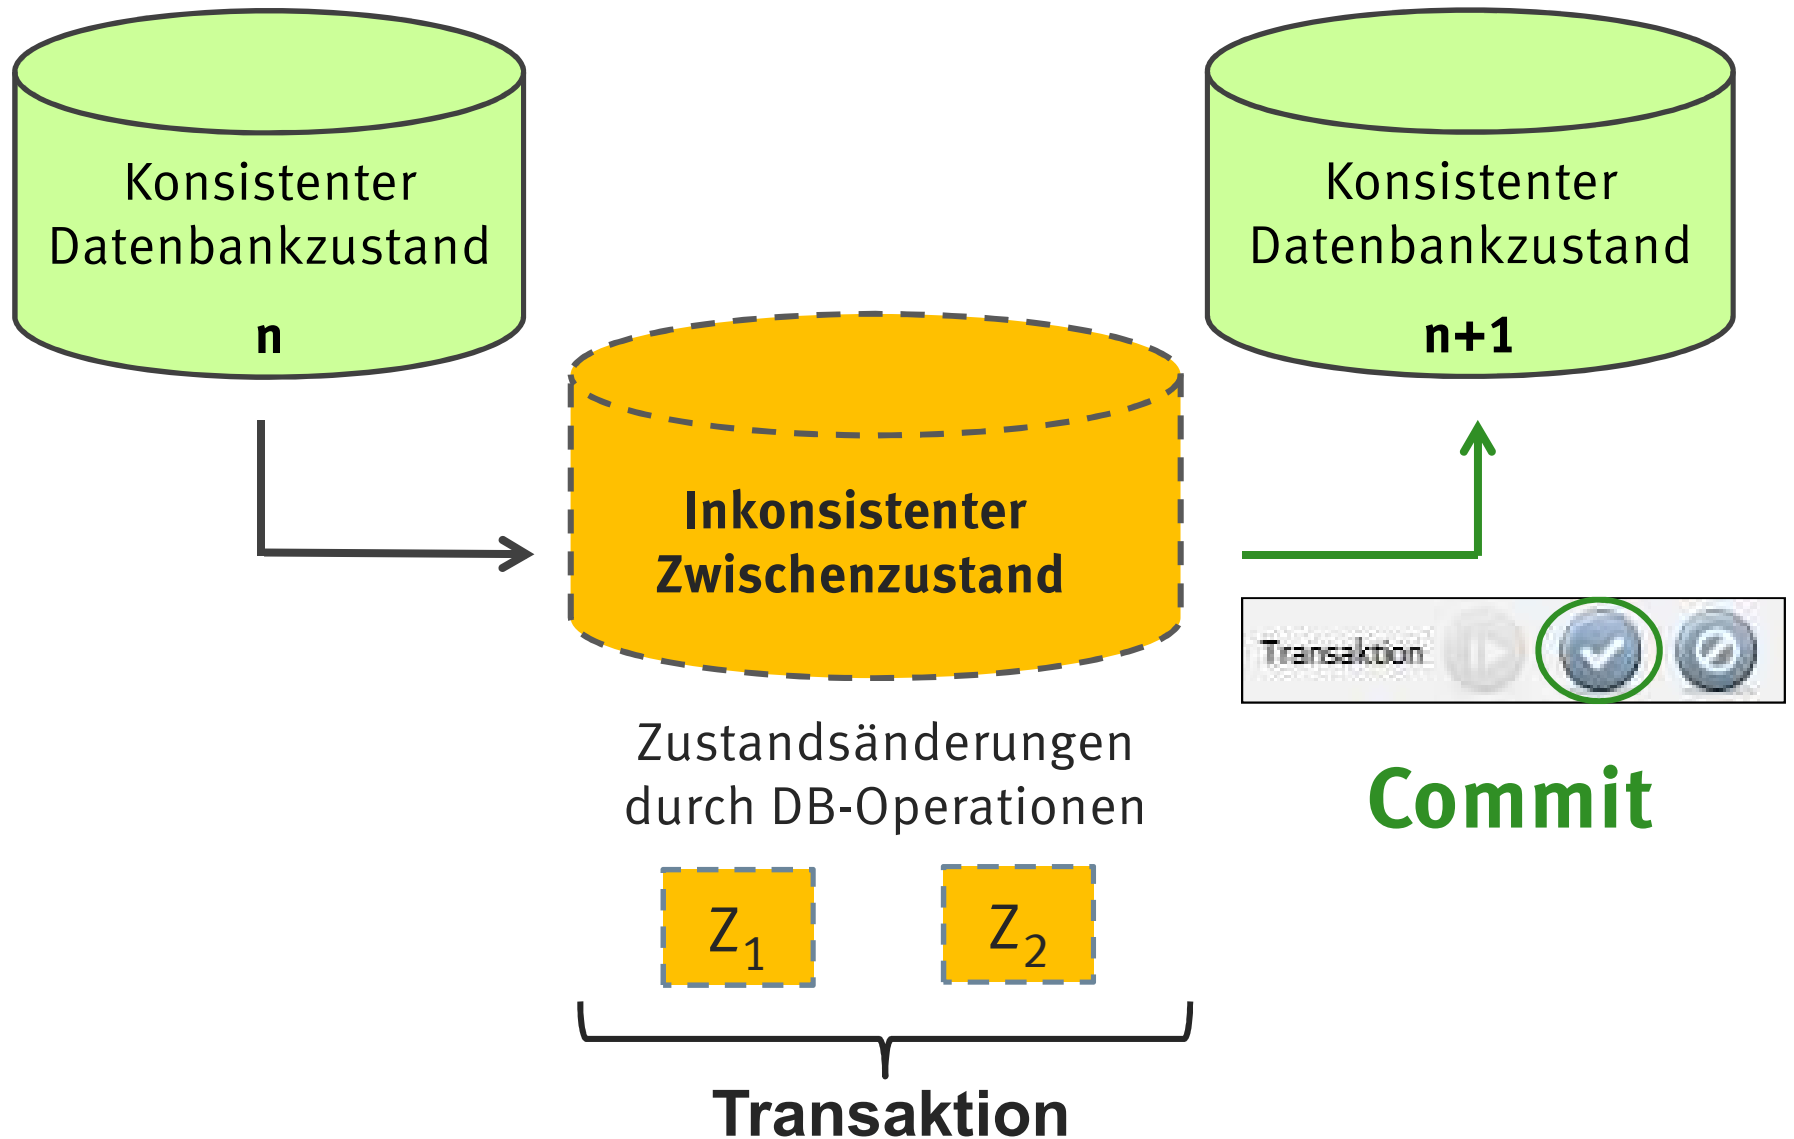 Konsistenter
Datenbankzustand
n
Konsistenter
Datenbankzustand
n+1
Inkonsistenter
Zwischenzustand
Transaktion
Commit
Zustandsänderungen
durch DB-Operationen
Z₁
Z₂
Transaktion